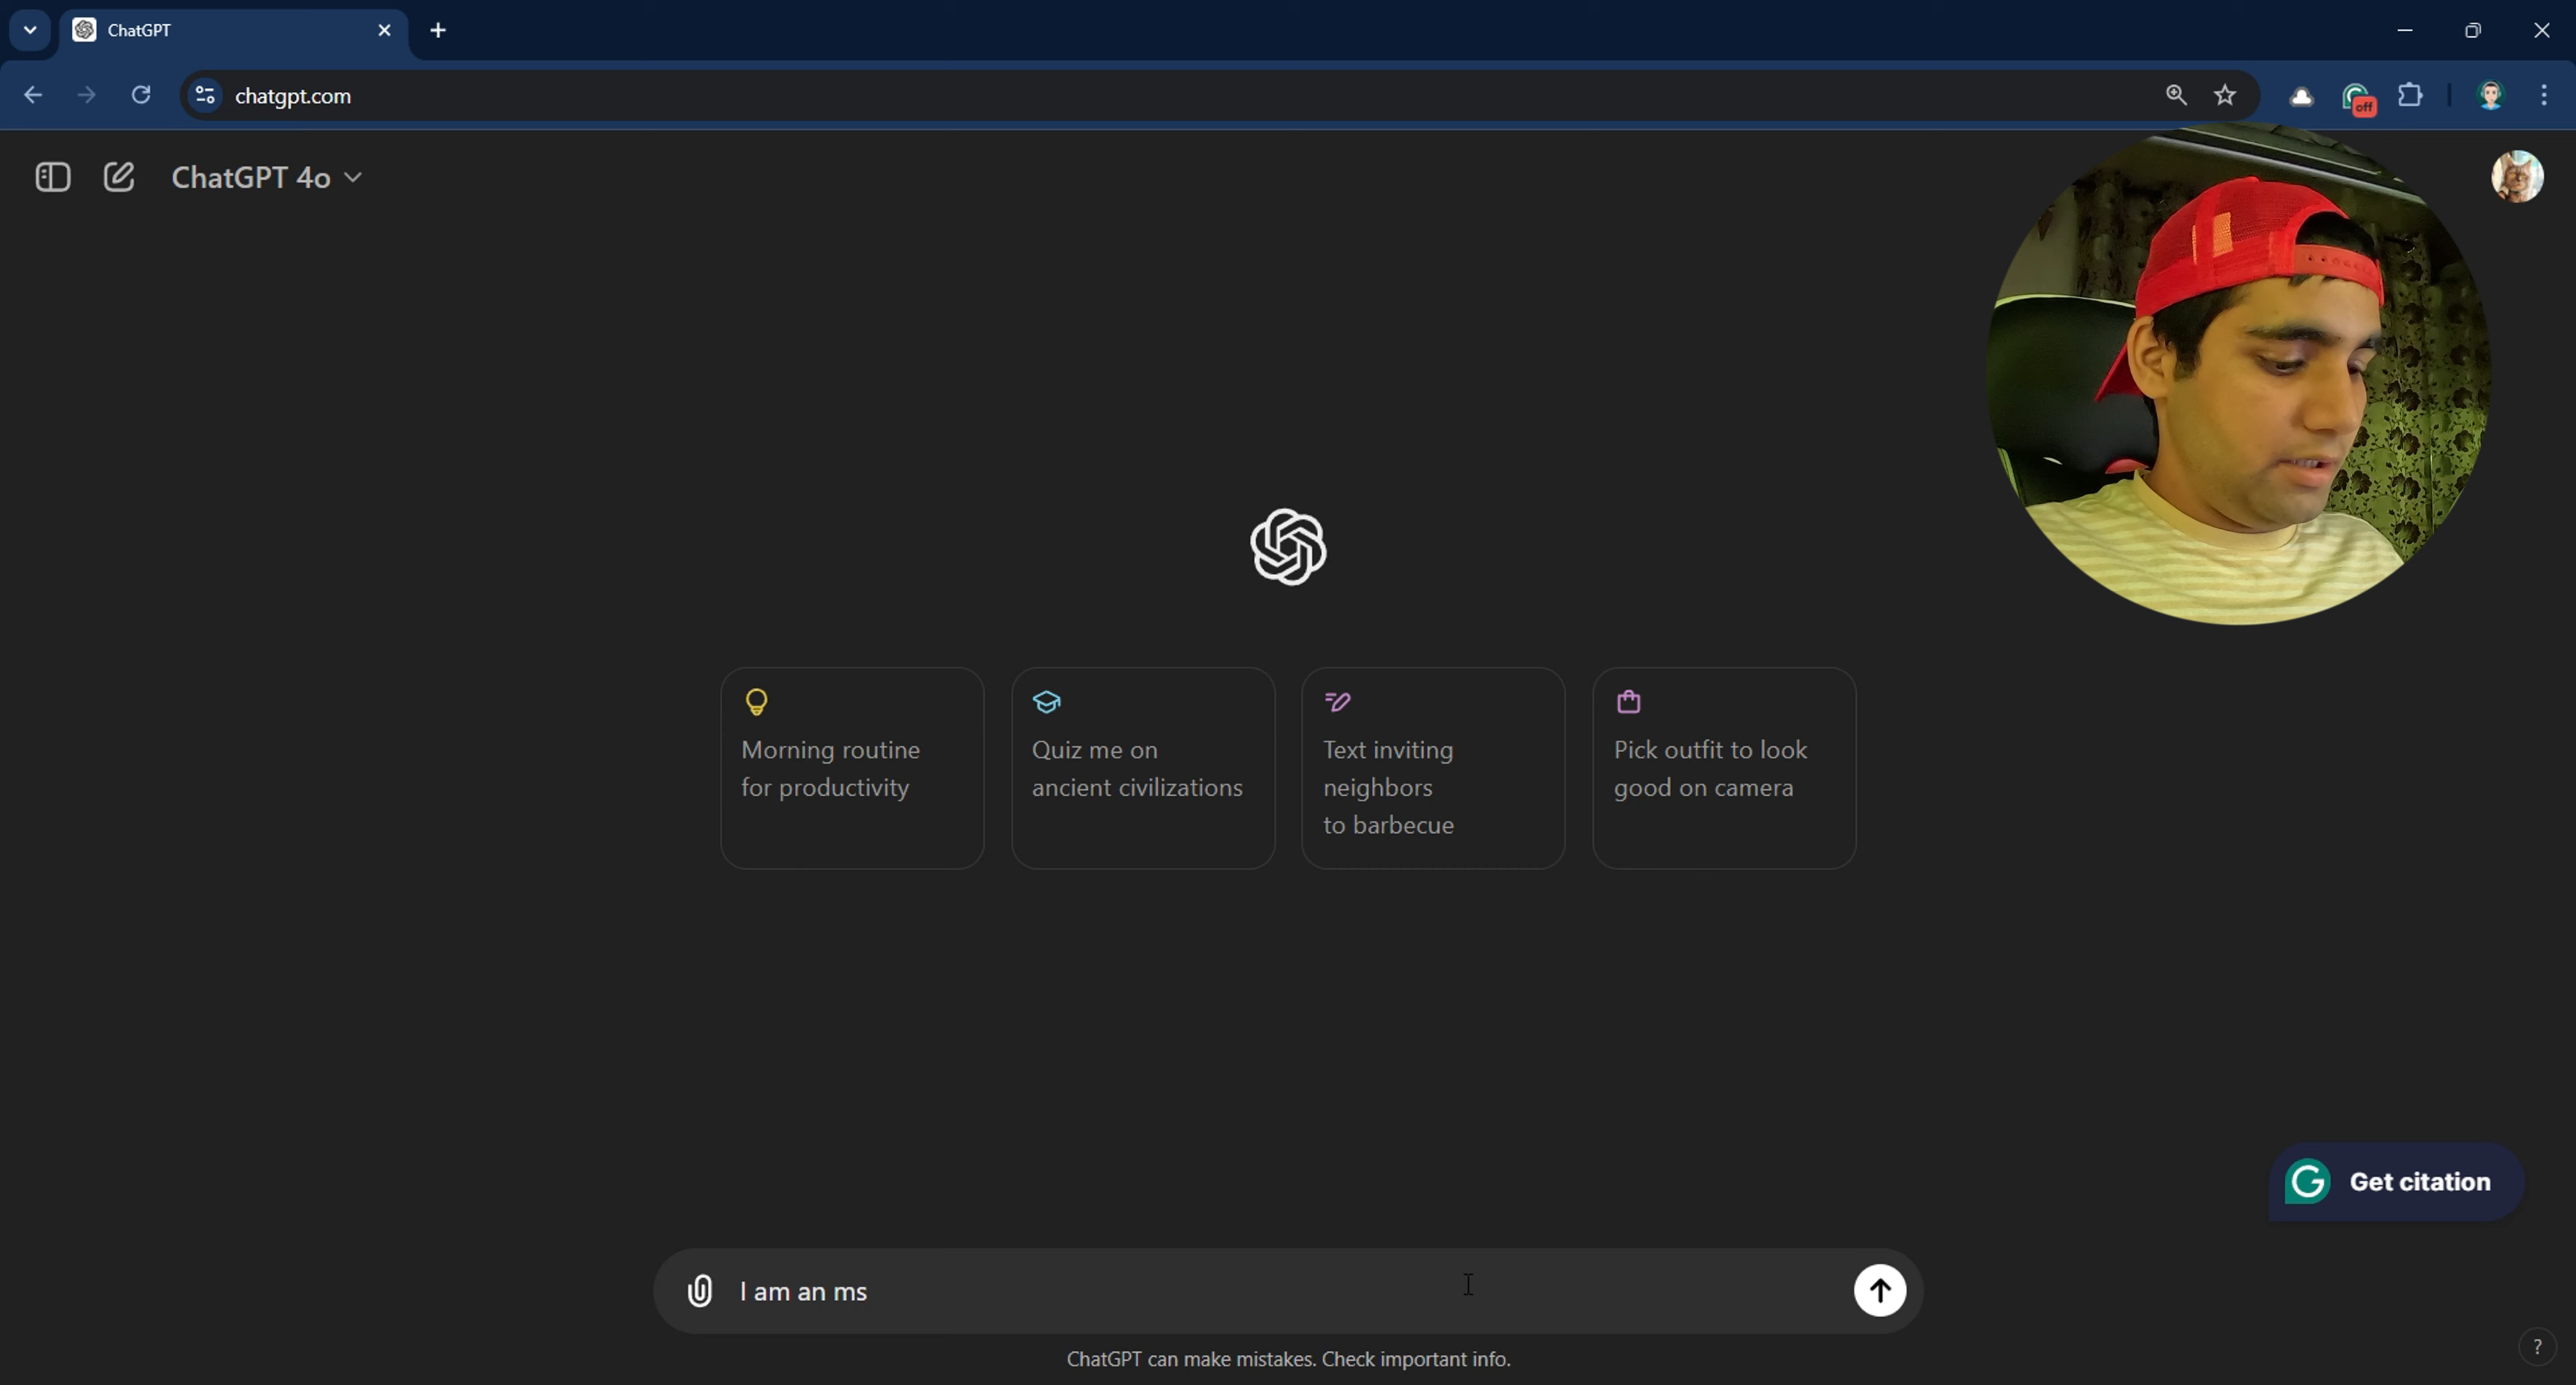 ChatGPT
chatgpt.com
off
ChatGPT 4o
Morning routine
for productivity
Quiz me on
ancient civilizations
Text inviting
neighbors
to barbecue
Pick outfit to look
good on camera
Get citation
I am an ms
ChatGPT can make mistakes. Check important info.
?